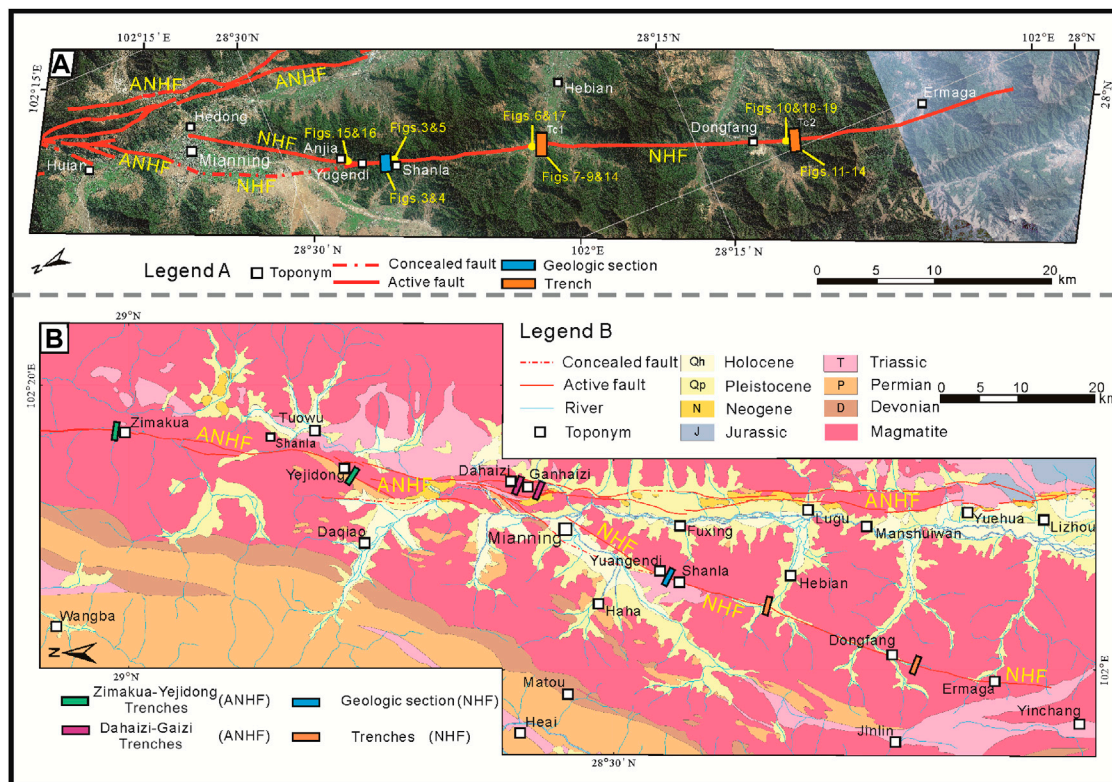 A
102°15'E
28°30'N
28°15'N
102°E
28°N
102°15'E
28°N
ANHF
ANHF
Hebian
Ermaga
Hedong
Figs.6&17
Figs.10&18-19
NHF
Figs.15&16
Figs.3&5
Tc1
Dongfang
Tc2
Anjia
Huian
ANHF
Mianning
NHF
Yugendi
Shanla
NHF
Figs.3&4
Figs.7-9&14
Figs.11-14
28°30'N
102°E
28°15'N
N
Legend A
Toponym
Concealed fault
Active fault
Geologic section
Trench
0 5 10 20
km
B
29°N
102°20'E
Legend B
Concealed fault
Active fault
River
Toponym
Qh Holocene
Qp Pleistocene
N Neogene
J Jurassic
T Triassic
P Permian
D Devonian
Magmatite
0 5 10 20
km
Zimakua
ANHF
Tuowu
Shanla
Yejidong
ANHF
Dahaizi
Ganhaizi
ANHF
Daqiao
Mianning
NHF
Fuxing
Lugu
Manshuiwan
Yuehua
Lizhou
Yuangendi
Shanla
Hebian
Haha
NHF
Wangba
Dongfang
N
29°N
Ermaga
NHF
102°E
Matou
Heai
Jinlin
Yinchang
28°30'N
Zimakua-Yejidong
Trenches
(ANHF)
Dahaizi-Gaizi
Trenches
(ANHF)
Geologic section(NHF)
Trenches (NHF)